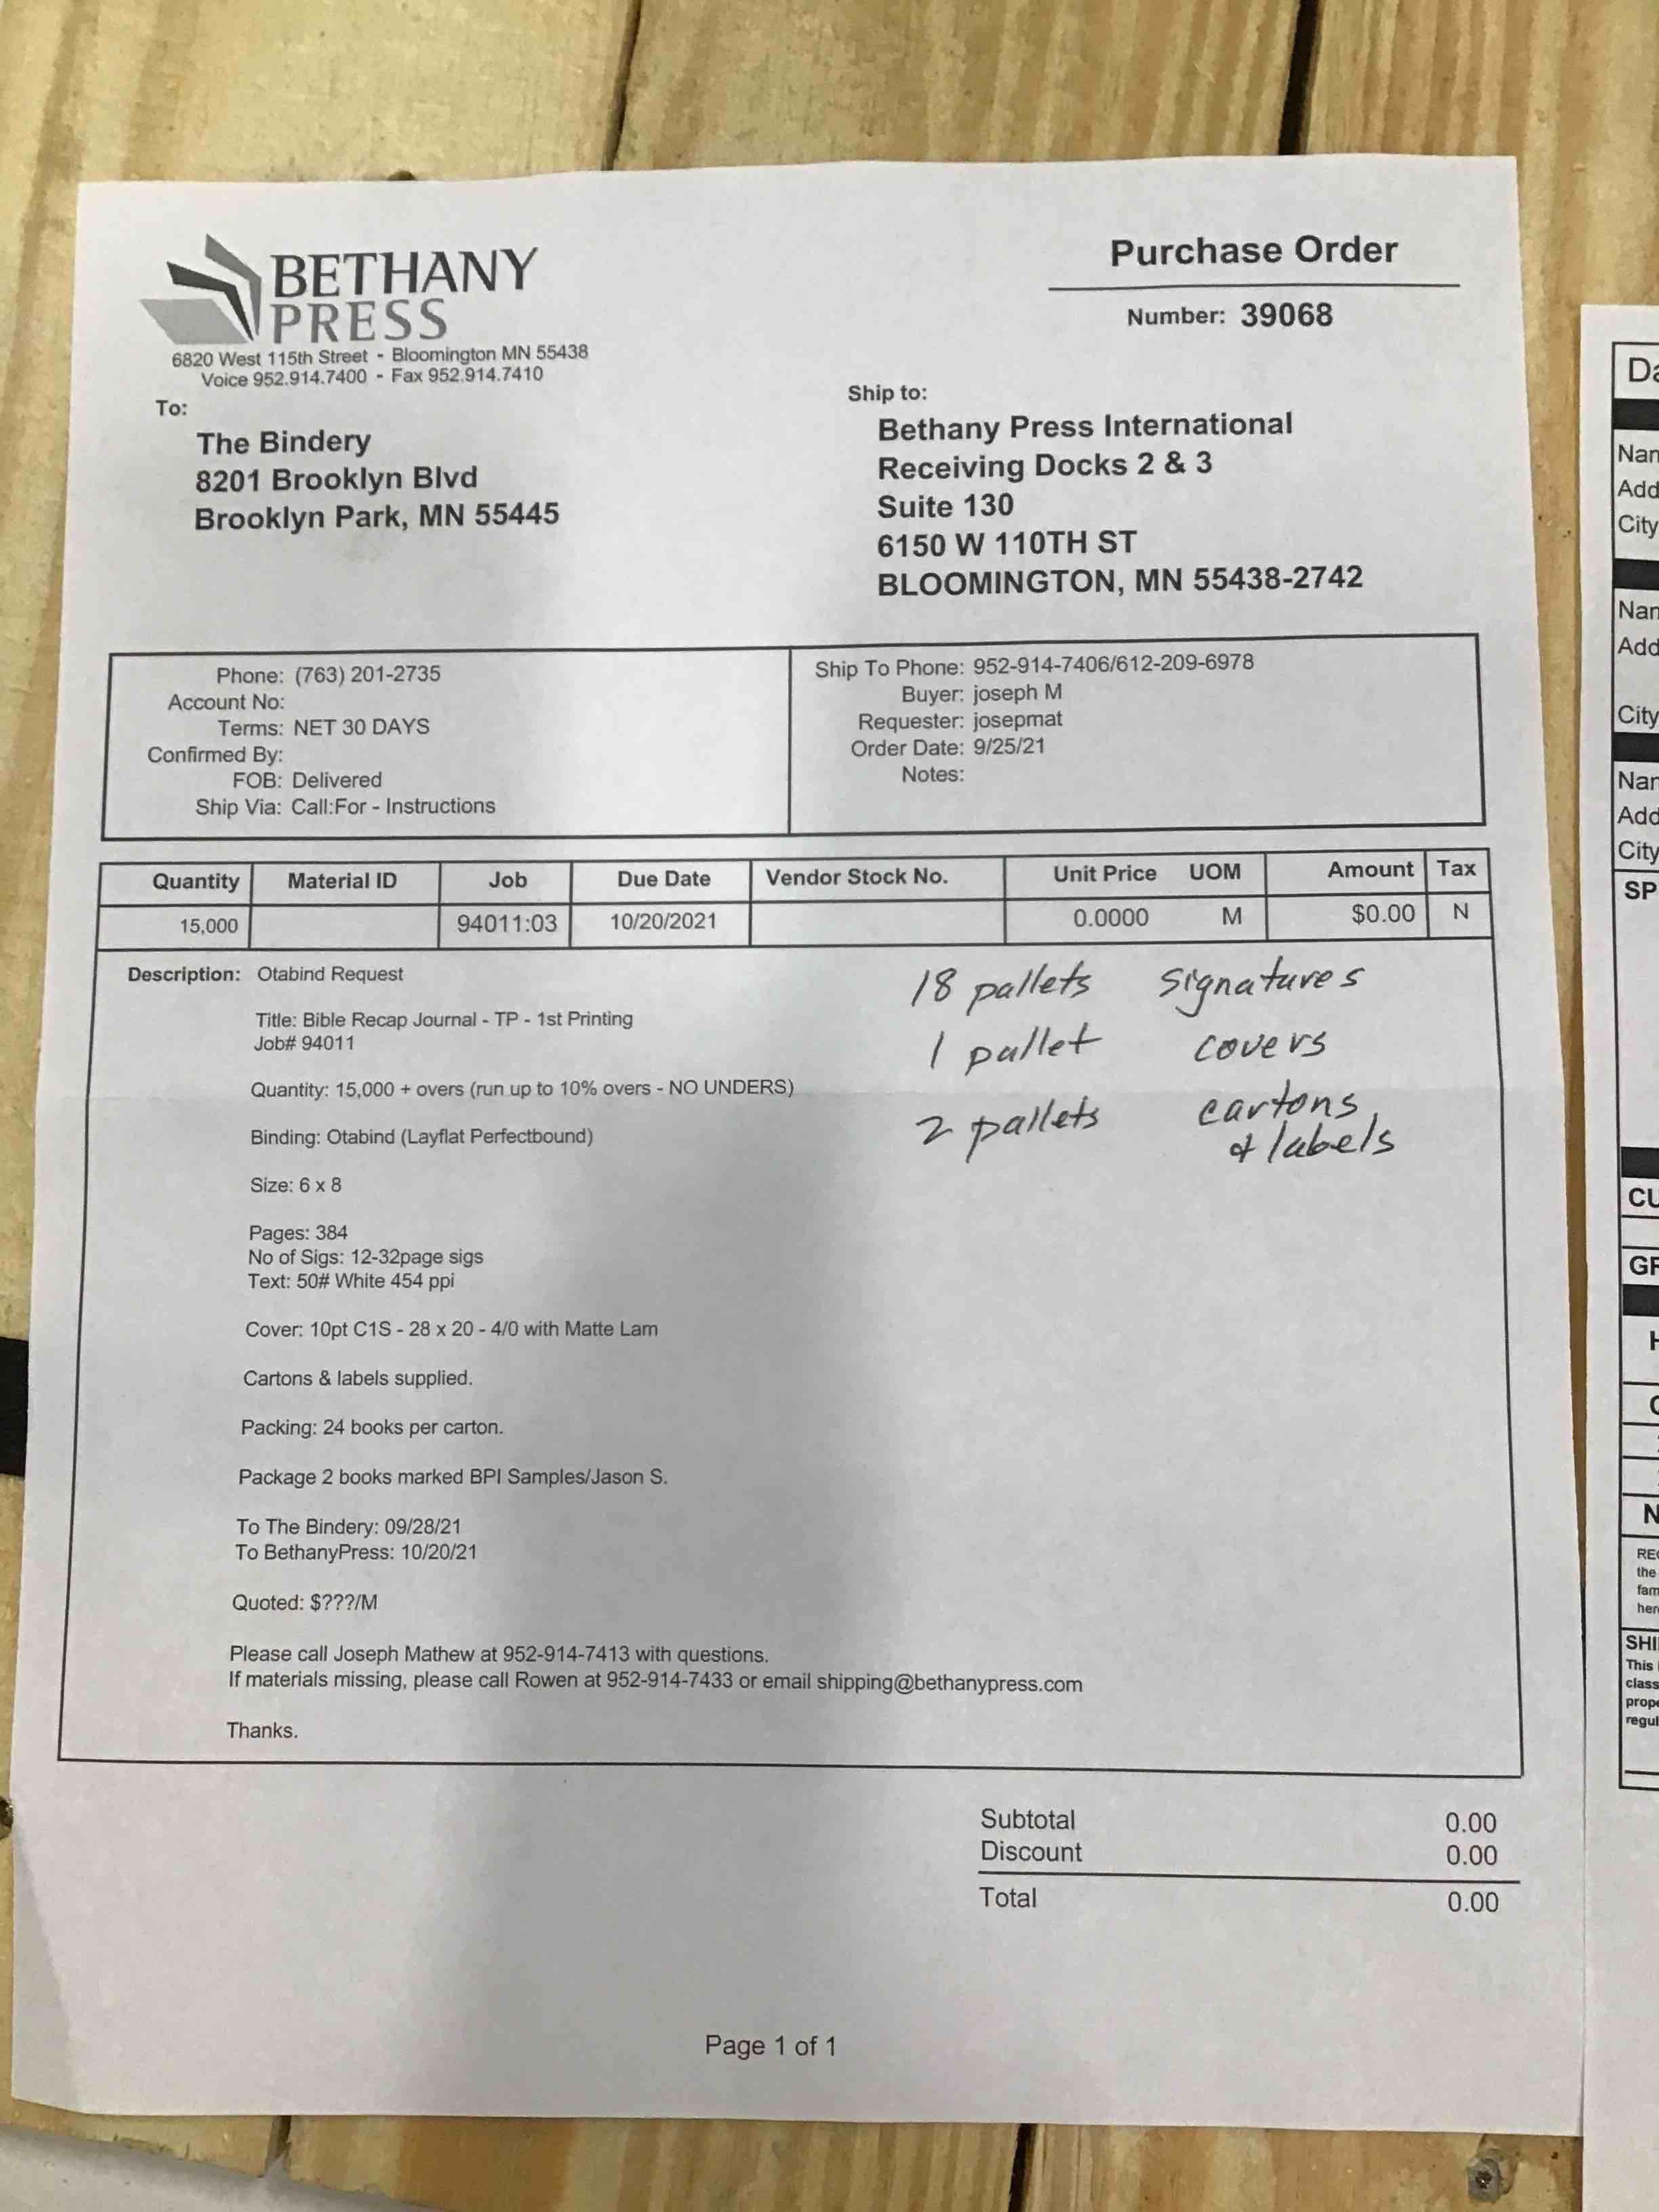 BETHANY
PRESS
6820 West 115th Street - Bloomington MN 55438
Voice 952.914.7400 - Fax 952.914.7410
Purchase Order
Number: 39068
To:
The Bindery
8201 Brooklyn Blvd
Brooklyn Park, MN 55445
Ship to:
Bethany Press International
Receiving Docks 2 & 3
Suite 130
6150 W 110TH ST
BLOOMINGTON, MN 55438-2742
Phone: (763) 201-2735
Account No:
Terms: NET 30 DAYS
Confirmed By:
FOB: Delivered
Ship Via: Call:For - Instructions
Ship To Phone: 952-914-7406/612-209-6978
Buyer: joseph M
Requester: josepmat
Order Date: 9/25/21
Notes:
Quantity Material ID Job Due Date Vendor Stock No. Unit Price UOM Amount Tax
15,000 94011:03 10/20/2021 0.0000 M $0.00 N
Description: Otabind Request
Title: Bible Recap Journal - TP - 1st Printing
Job# 94011
Quantity: 15,000 + overs (run up to 10% overs - NO UNDERS)
Binding: Otabind (Layflat Perfectbound)
Size: 6 x 8
Pages: 384
No of Sigs: 12-32page sigs
Text: 50# White 454 ppi
Cover: 10pt C1S - 28 x 20 - 4/0 with Matte Lam
Cartons & labels supplied.
Packing: 24 books per carton.
Package 2 books marked BPI Samples/Jason S.
To The Bindery: 09/28/21
To BethanyPress: 10/20/21
Quoted: $???/M
Please call Joseph Mathew at 952-914-7413 with questions.
If materials missing, please call Rowen at 952-914-7433 or email shipping@bethanypress.com
Thanks.
18 pallets signatures
1 pallet covers
2 pallets cartons
& labels
Subtotal 0.00
Discount 0.00
Total 0.00
Page 1 of 1
City
City
City
SP
CU
RE
the
fam
SHI
This
class